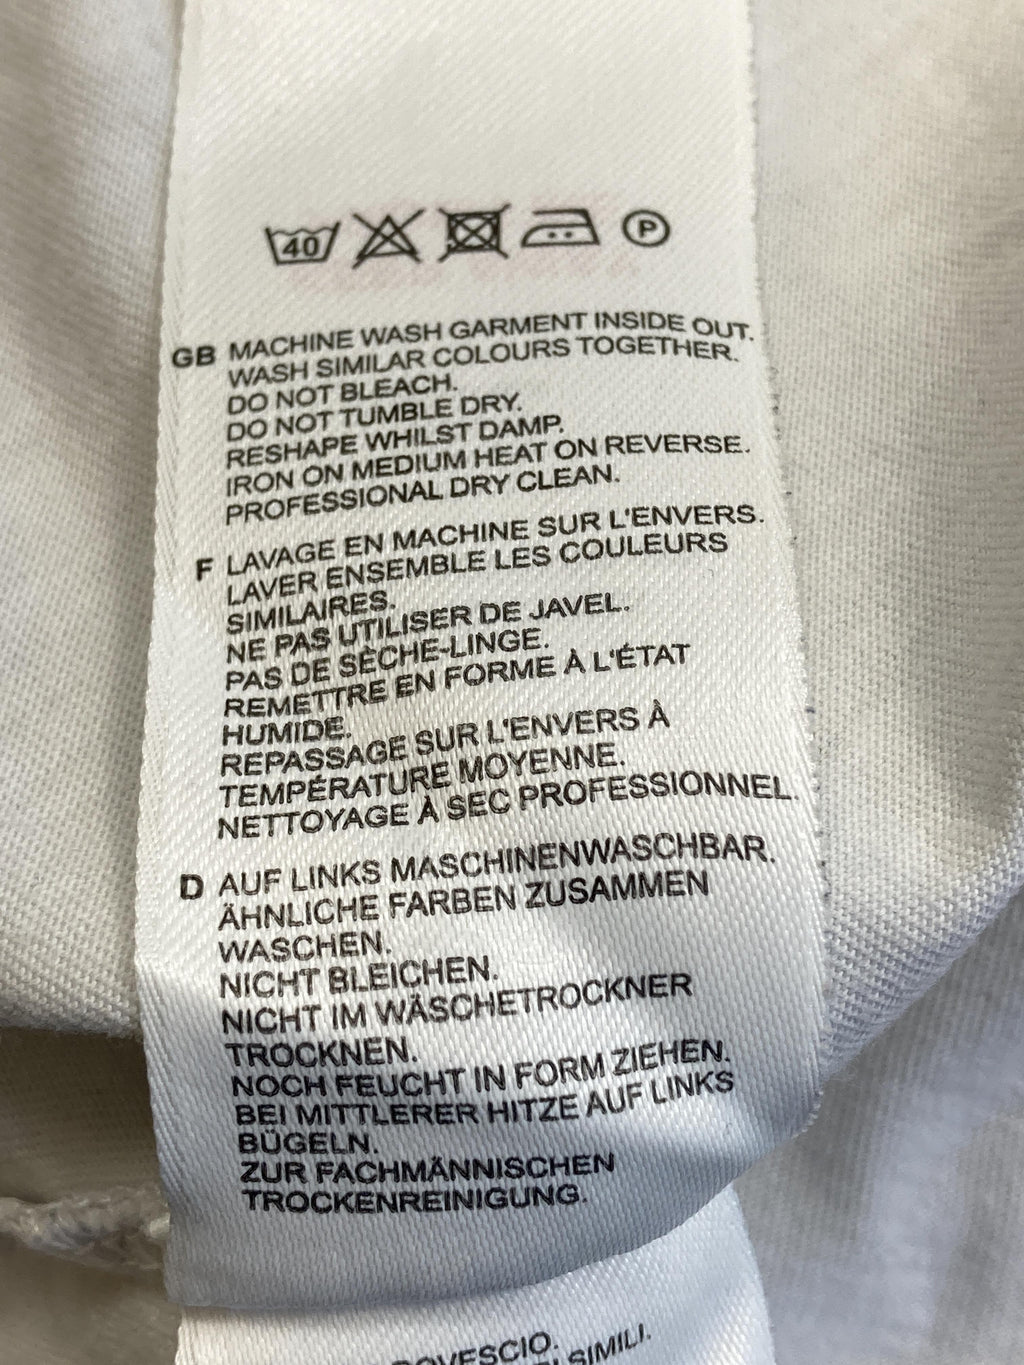 40 P
GB MACHINE WASH GARMENT INSIDE OUT.
WASH SIMILAR COLOURS TOGETHER.
DO NOT BLEACH.
DO NOT TUMBLE DRY.
RESHAPE WHILST DAMP.
IRON ON MEDIUM HEAT ON REVERSE.
PROFESSIONAL DRY CLEAN.
F LAVAGE EN MACHINE SUR L'ENVERS.
LAVER ENSEMBLE LES COULEURS
SIMILAIRES.
NE PAS UTILISER DE JAVEL.
PAS DE SÈCHE-LINGE.
REMETTRE EN FORME À L'ÉTAT
HUMIDE.
REPASSAGE SUR L'ENVERS À
TEMPÉRATURE MOYENNE.
NETTOYAGE À SEC PROFESSIONNEL.
D AUF LINKS MASCHINENWASCHBAR.
ÄHNLICHE FARBEN ZUSAMMEN
WASCHEN.
NICHT BLEICHEN.
NICHT IM WÄSCHETROCKNER
TROCKNEN.
NOCH FEUCHT IN FORM ZIEHEN.
BEI MITTLERER HITZE AUF LINKS
BÜGELN.
ZUR FACHMÄNNISCHEN
TROCKENREINIGUNG.
SIMILI.